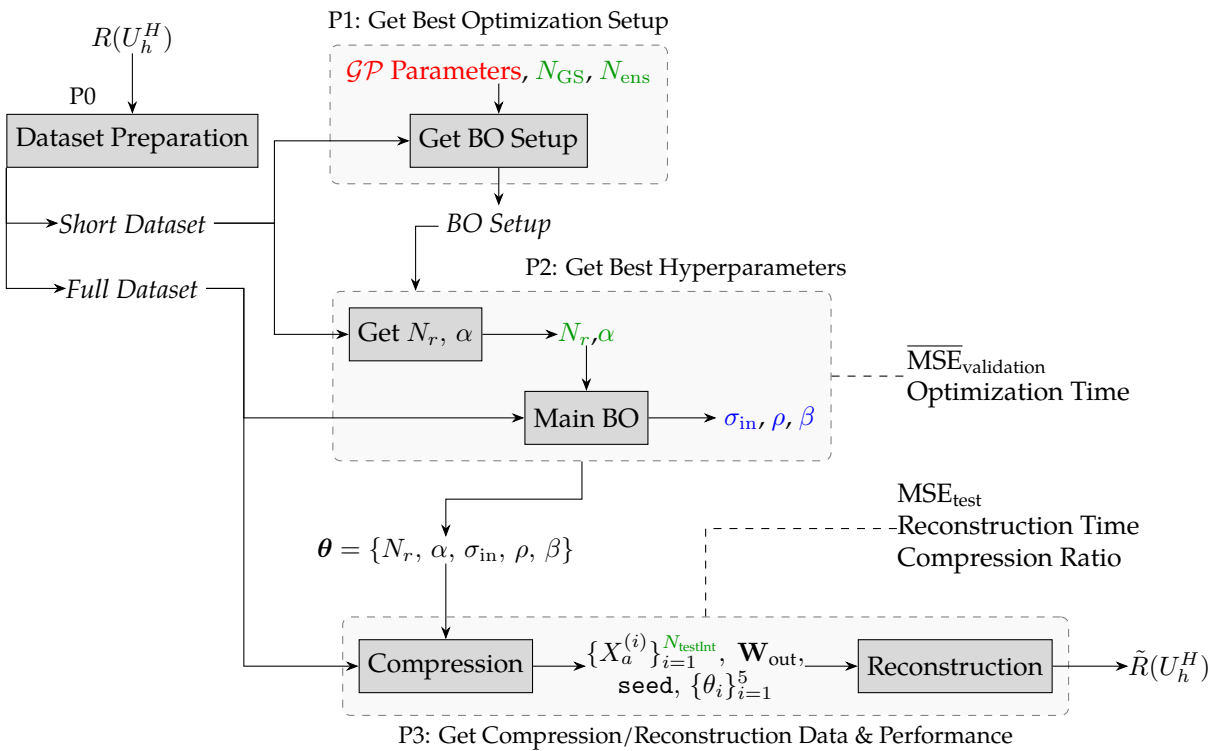 P1: Get Best Optimization Setup
R(U_h^H)
𝒢𝒫 Parameters, N_GS, N_ens
P0
Dataset Preparation
Get BO Setup
Short Dataset
BO Setup
P2: Get Best Hyperparameters
Full Dataset
Get N_r, α
N_r,α
\overline{MSE}_validation
Optimization Time
Main BO
σ_in, ρ, β
MSE_test
Reconstruction Time
Compression Ratio
θ = {N_r, α, σ_in, ρ, β}
Compression
{X_a^{(i)}}_{i=1}^{N_testInt}, W_out,
seed, {θ_i}_{i=1}^5
Reconstruction
R̃(U_h^H)
P3: Get Compression/Reconstruction Data & Performance